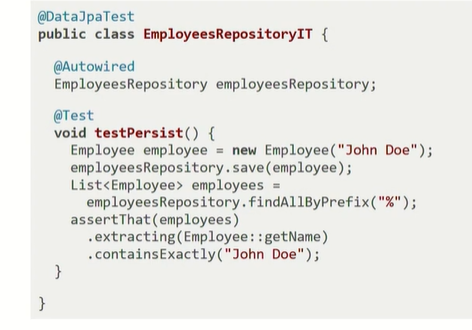 @DataJpaTest
public class EmployeesRepositoryIT {
@Autowired
EmployeesRepository employeesRepository;
@Test
void testPersist() {
Employee employee = new Employee("John Doe");
employeesRepository.save(employee);
List<Employee> employees =
employeesRepository.findAllByPrefix("%");
assertThat(employees)
.extracting(Employee::getName)
.containsExactly("John Doe");
}
}